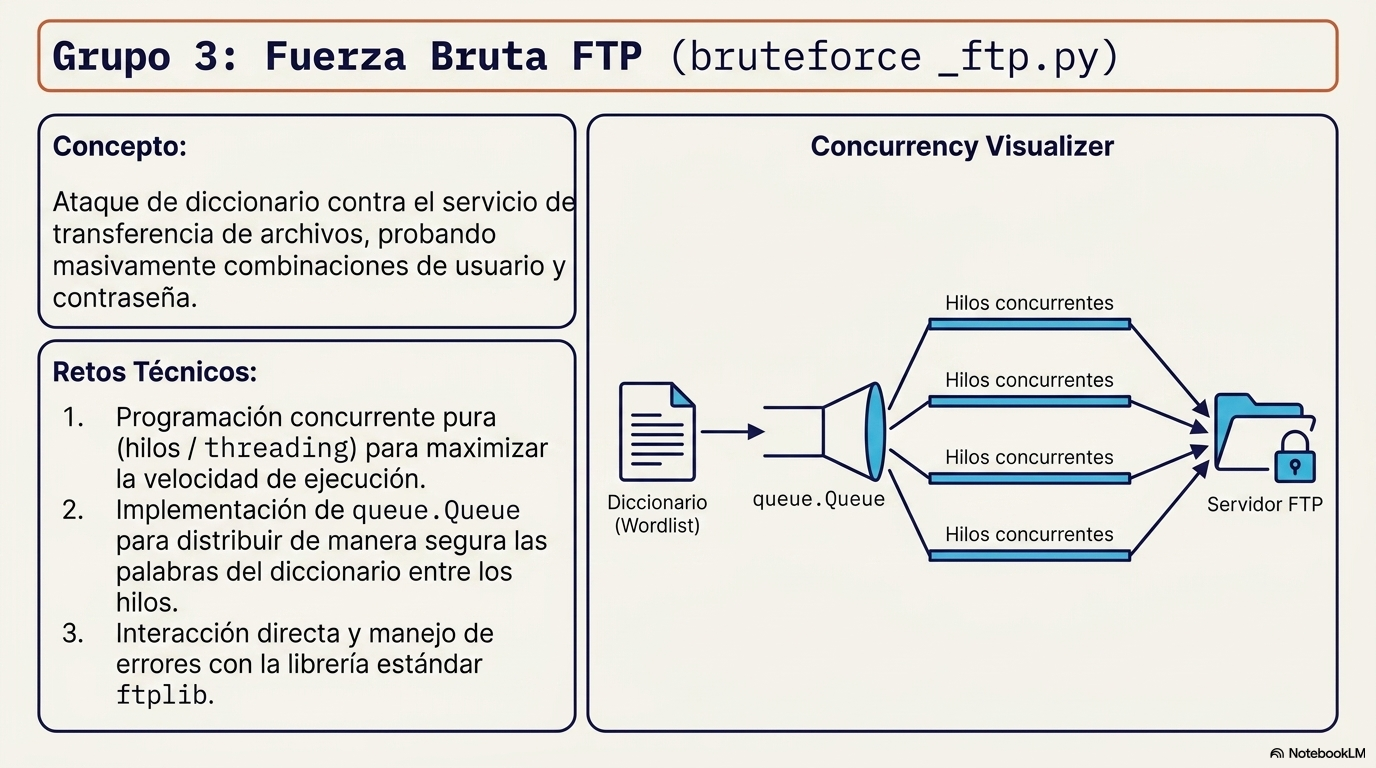 Grupo 3: Fuerza Bruta FTP (bruteforce _ftp.py)
Concepto:
Ataque de diccionario contra el servicio de
transferencia de archivos, probando
masivamente combinaciones de usuario y
contraseña.
Retos Técnicos:
1. Programación concurrente pura
(hilos / threading) para maximizar
la velocidad de ejecución.
2. Implementación de queue.Queue
para distribuir de manera segura las
palabras del diccionario entre los
hilos.
3. Interacción directa y manejo de
errores con la librería estándar
ftplib.
Concurrency Visualizer
Diccionario
(Wordlist)
queue.Queue
Hilos concurrentes
Hilos concurrentes
Hilos concurrentes
Hilos concurrentes
Servidor FTP
NotebookLM